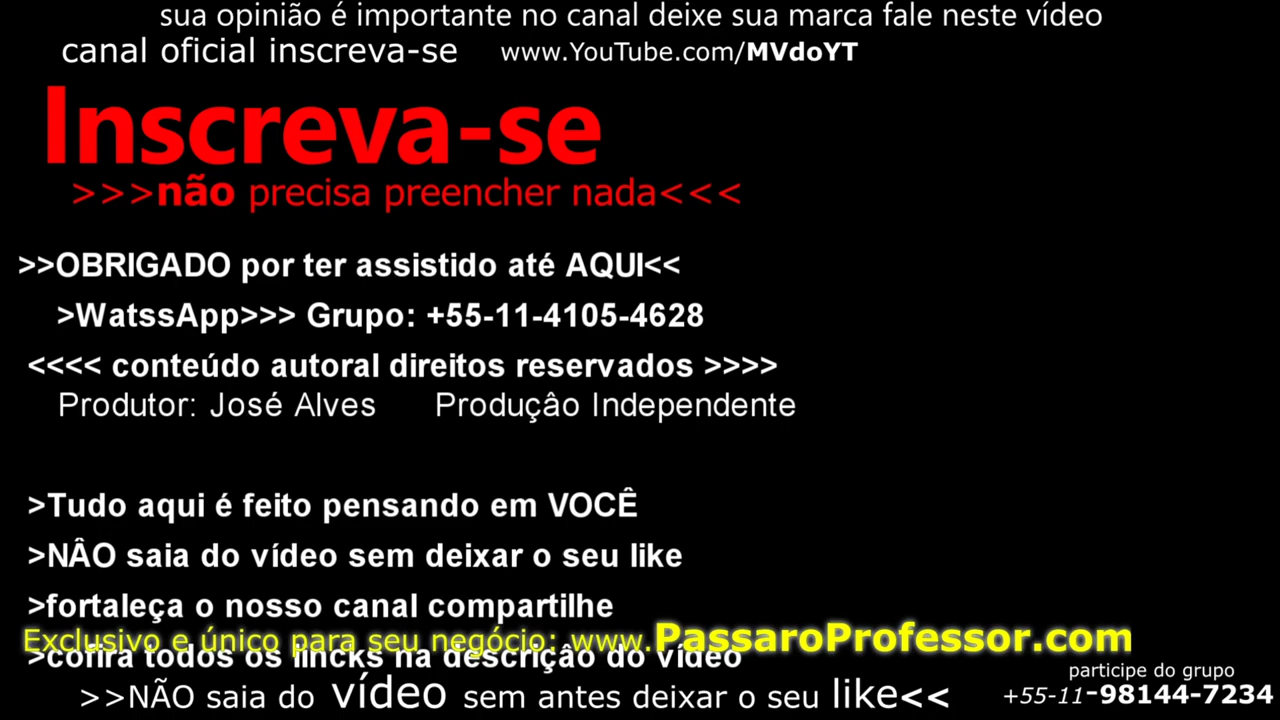 sua opinião é importante no canal deixe sua marca fale neste vídeo
canal oficial inscreva-se www.YouTube.com/MVdoYT
Inscreva-se
>>>não precisa preencher nada<<<
>>OBRIGADO por ter assistido até AQUI<<
>WatssApp>>> Grupo: +55-11-4105-4628
<<<< conteúdo autoral direitos reservados >>>>
Produtor: José Alves Produçâo Independente
>Tudo aqui é feito pensando em VOCÊ
>NÂO saia do vídeo sem deixar o seu like
>fortaleça o nosso canal compartilhe
Exclusivo e único para seu negócio: www.PassaroProfessor.com
>cofira todos os lincks na descriçâo do vídeo
participe do grupo
>>NÃO saia do vídeo sem antes deixar o seu like<< +55-11-98144-7234